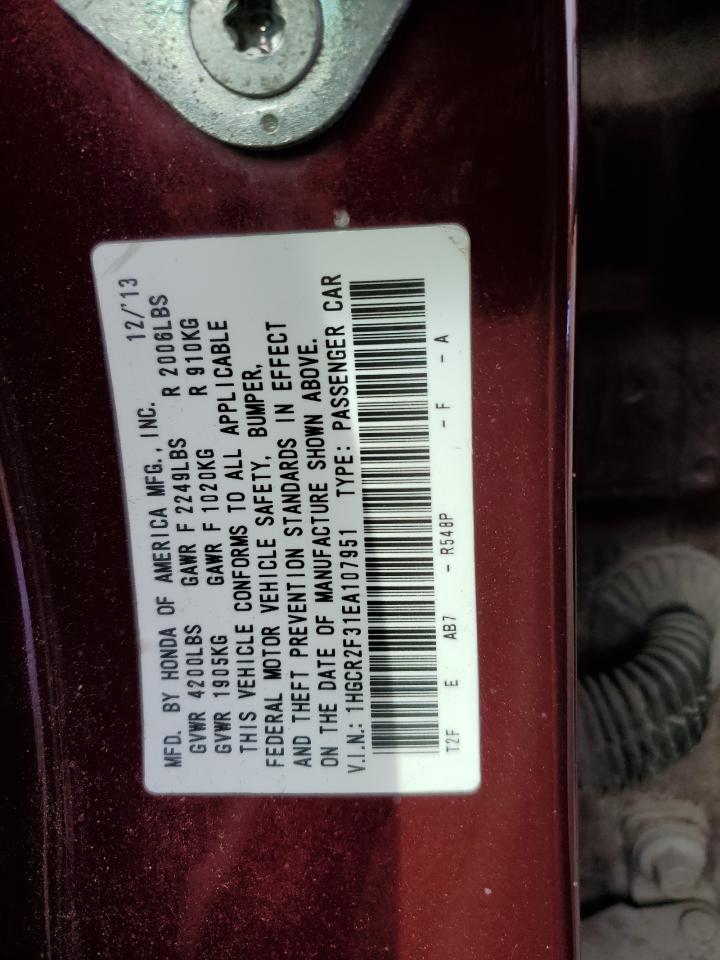 MFD. BY HONDA OF AMERICA MFG., INC. 12/'13
GVWR 4200LBS GAWR F 2249LBS R 2006LBS
GVWR 1905KG GAWR F 1020KG R 910KG
THIS VEHICLE CONFORMS TO ALL APPLICABLE
FEDERAL MOTOR VEHICLE SAFETY, BUMPER,
AND THEFT PREVENTION STANDARDS IN EFFECT
ON THE DATE OF MANUFACTURE SHOWN ABOVE.
V.I.N.: 1HGCR2F31EA107951 TYPE: PASSENGER CAR
T2F E AB7 - R548P - F - A